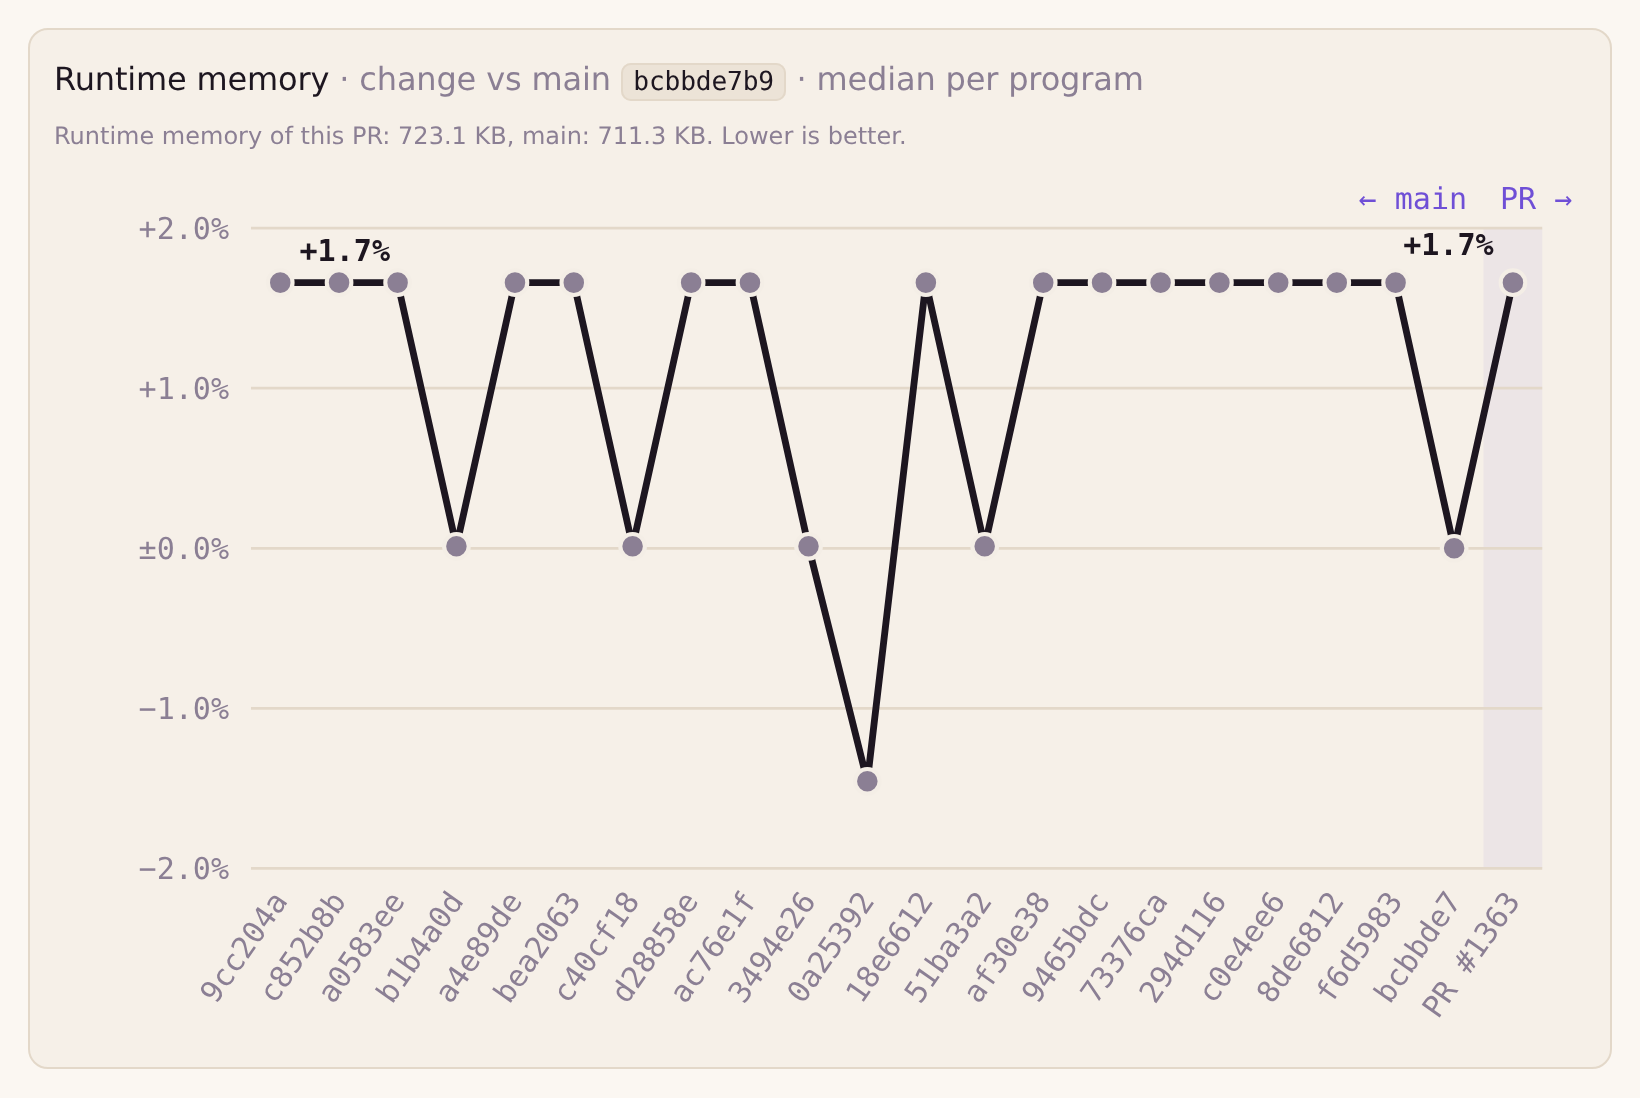 Runtime memory · change vs main bcbbde7b9 · median per program
Runtime memory of this PR: 723.1 KB, main: 711.3 KB. Lower is better.
← main PR →
+2.0%
+1.7%
+1.7%
+1.0%
±0.0%
−1.0%
−2.0%
9cc204a
c852b8b
a0583ee
b1b4a0d
a4e89de
bea2063
c40cf18
d28858e
ac76e1f
3494e26
0a25392
18e6612
51ba3a2
af30e38
9465bdc
73376ca
294d116
c0e4ee6
8de6812
f6d5983
bcbbde7
PR #1363